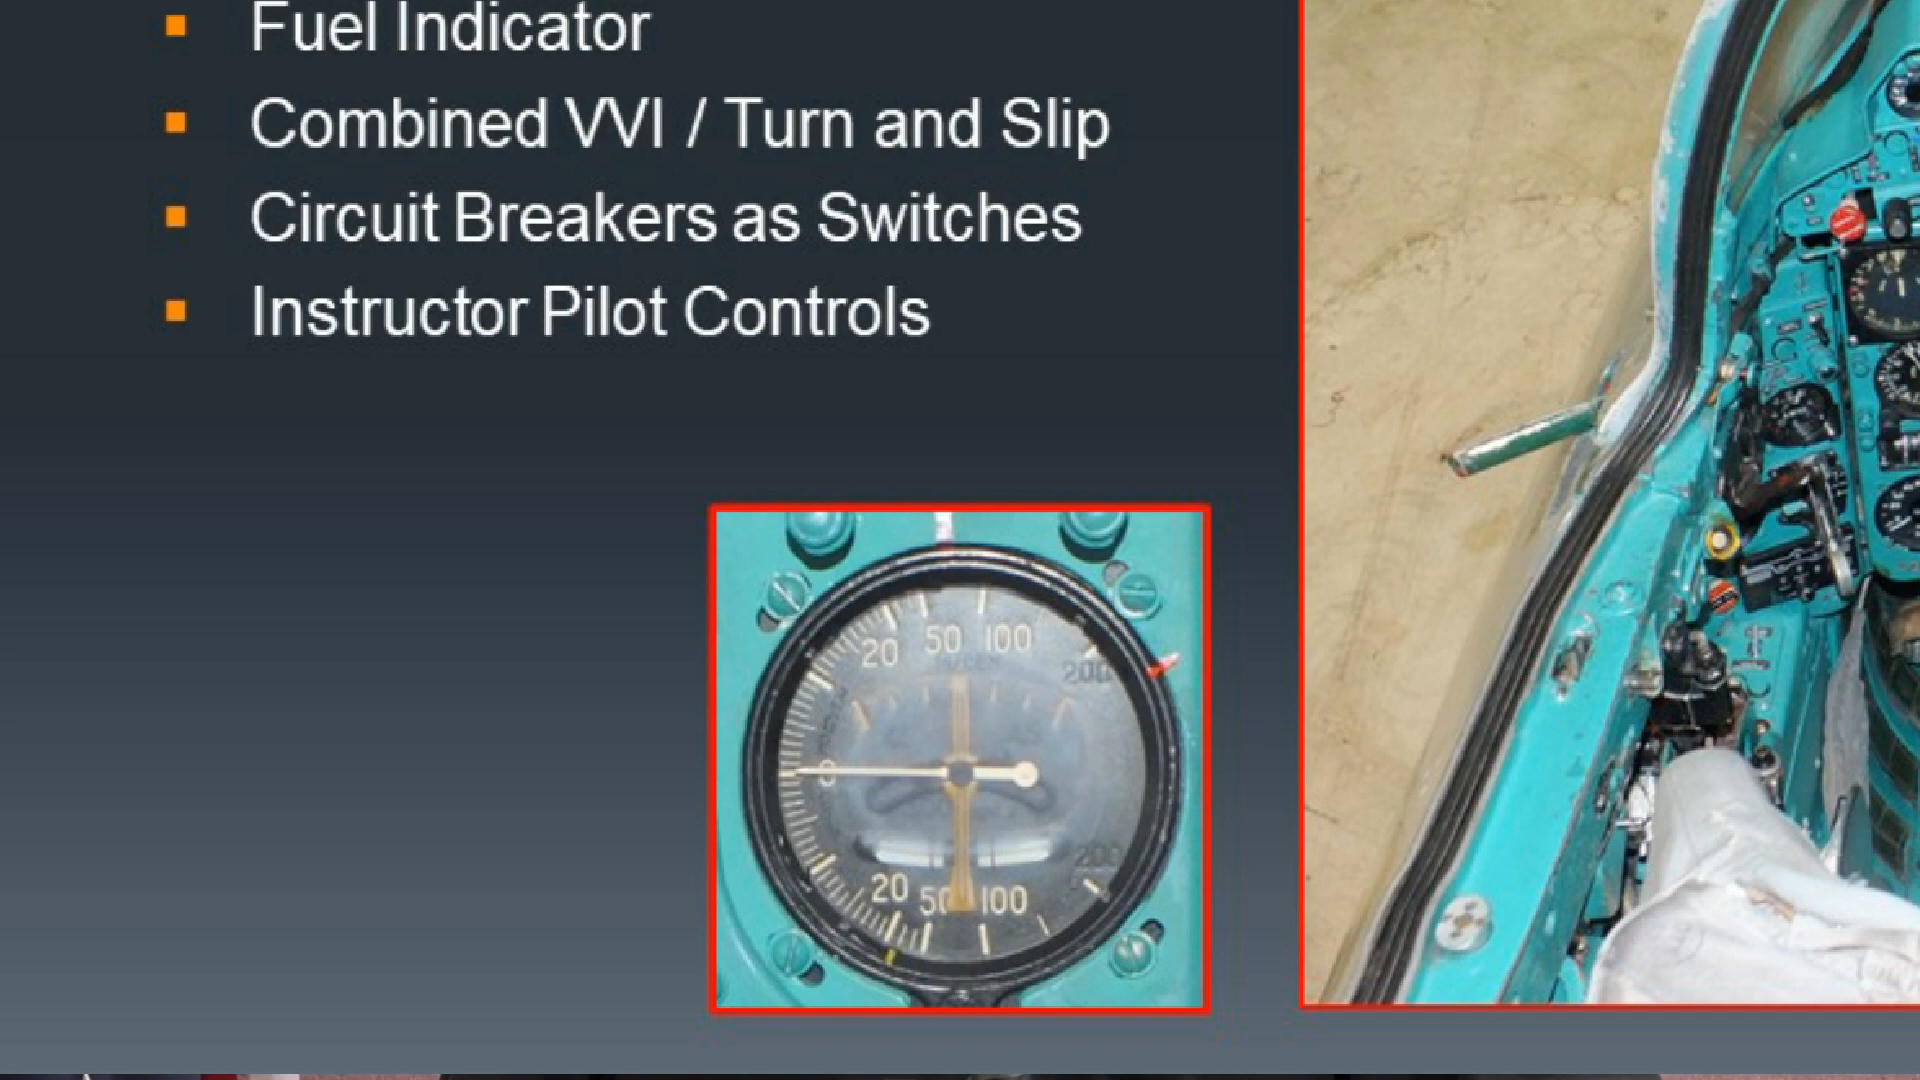 Fuel Indicator
Combined VVI / Turn and Slip
Circuit Breakers as Switches
Instructor Pilot Controls
20 50 100
200
0
200
20 50 100